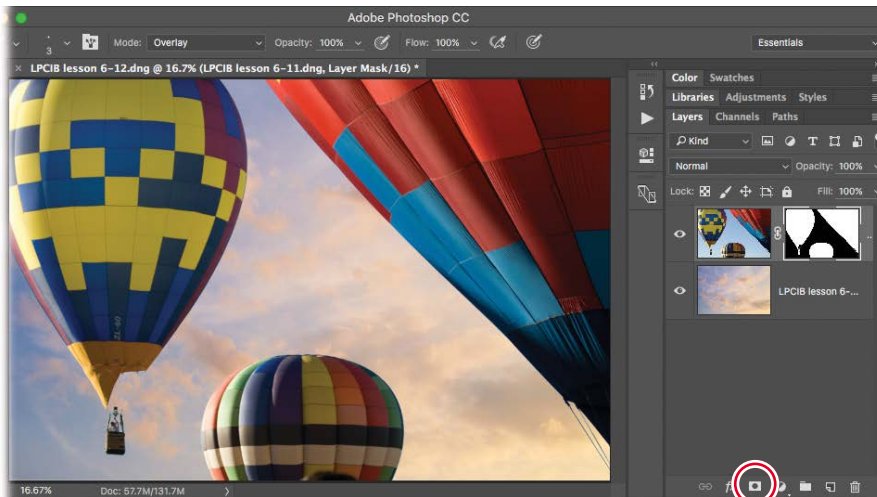 Adobe Photoshop CC
3 Mode: Overlay Opacity: 100% Flow: 100% Essentials
× LPCIB lesson 6-12.dng @ 16.7% (LPCIB lesson 6-11.dng, Layer Mask/16) *
Color Swatches
Libraries Adjustments Styles
Layers Channels Paths
Kind
Normal Opacity: 100%
Lock: Fill: 100%
...
LPCIB lesson 6-...
16.67% Doc: 57.7M/131.7M